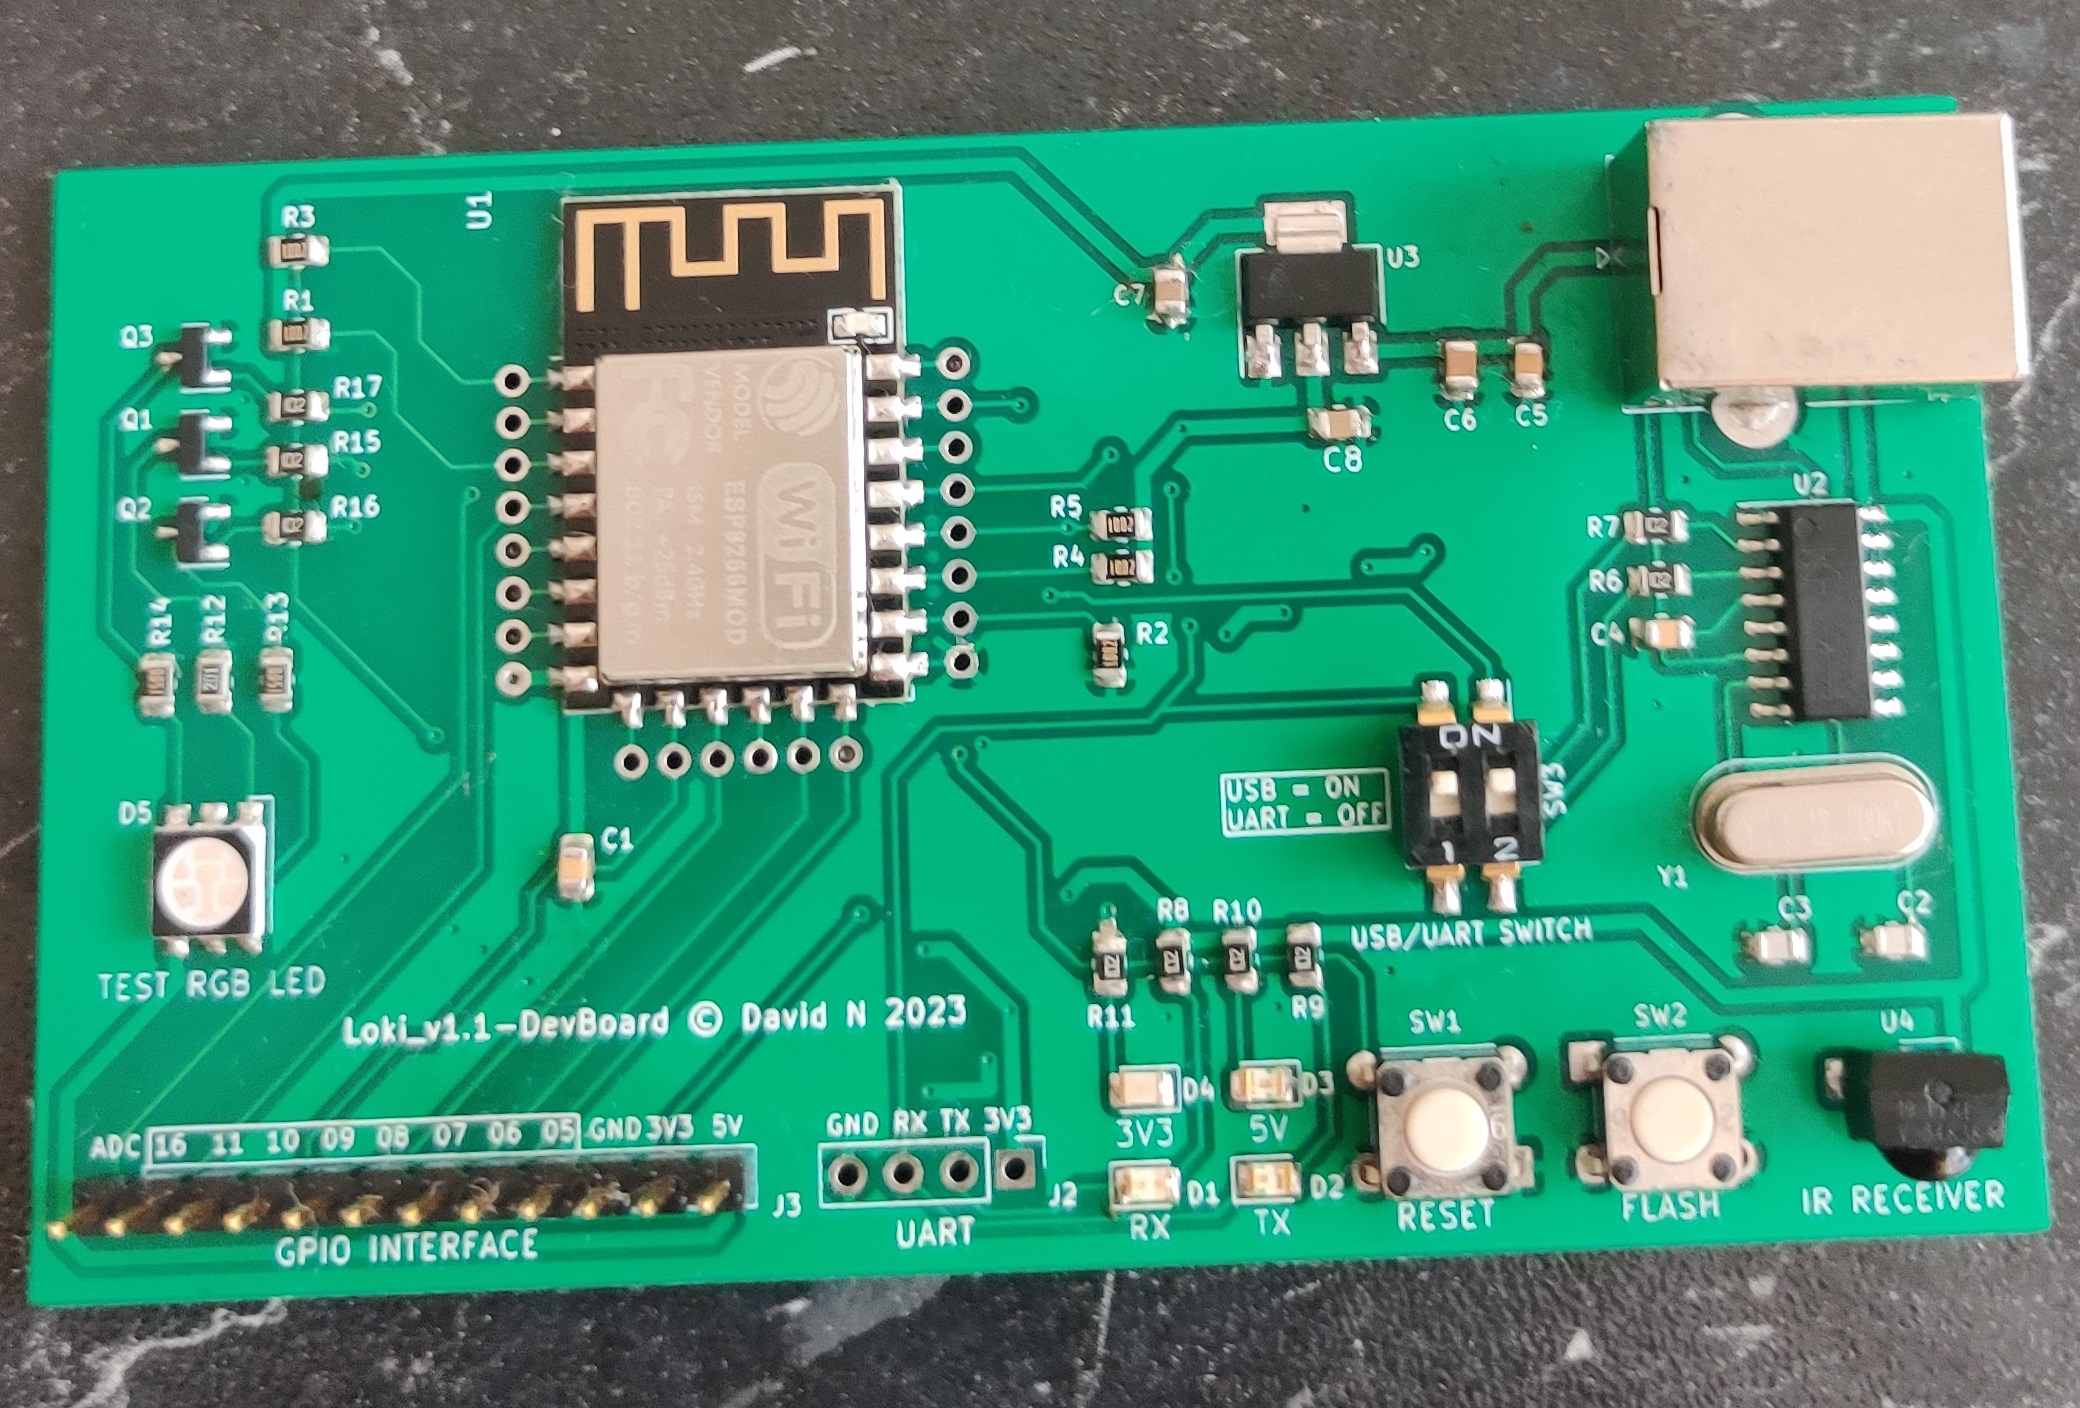 U1
R3
R1
Q3
R17
Q1
R15
Q2
R16
R14
R12
R13
D5
TEST RGB LED
MODEL
VENDOR
WiFi
ESP8266MOD
ISM 2.4GHz
PA +25dBm
802.11b/g/n
FCC
C7
U3
C6
C5
C8
R5
1002
R4
1002
R2
1002
U2
R7
R6
C4
ON
1 2
SW3
USB = ON
UART = OFF
USB/UART SWITCH
Y1
C3
C2
C1
R8
R10
R11
R9
Loki_v1.1-DevBoard © David N 2023
ADC 16 11 10 09 08 07 06 05 GND 3V3 5V
J3
GPIO INTERFACE
GND RX TX 3V3
J2
UART
D4
3V3
D3
5V
D1
RX
D2
TX
SW1
RESET
SW2
FLASH
U4
IR RECEIVER